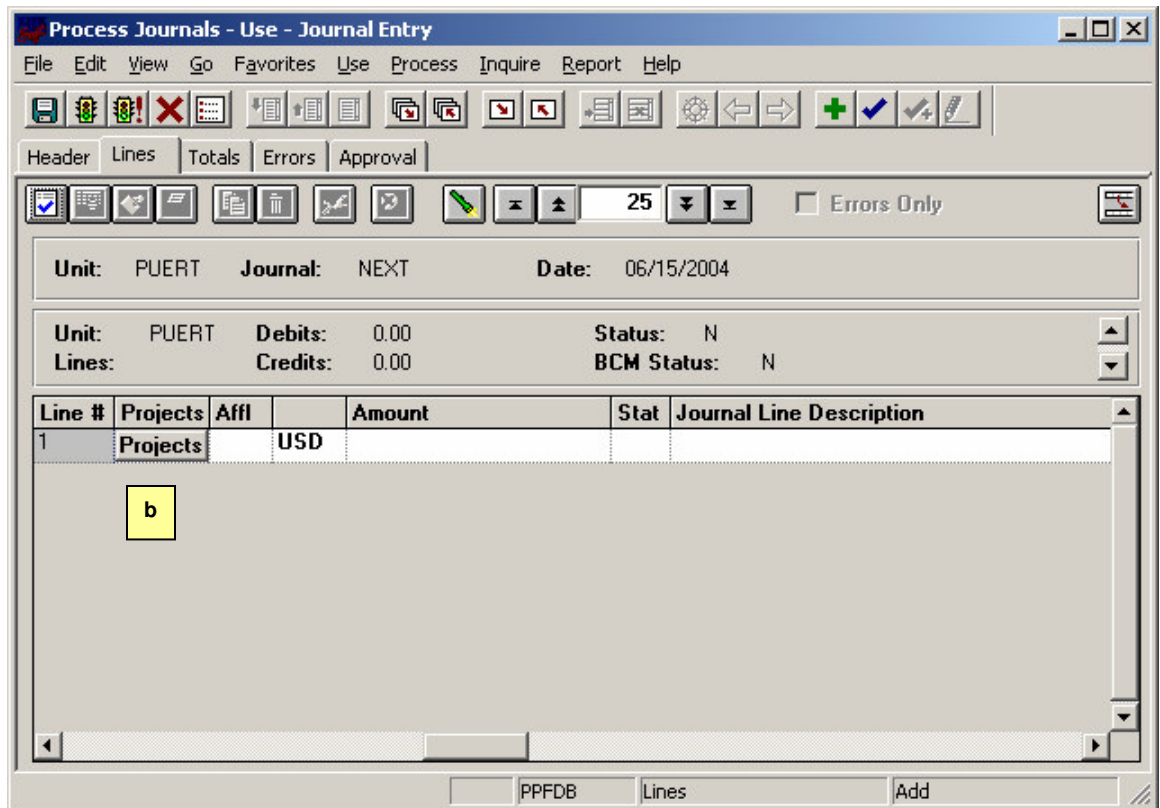 Process Journals - Use - Journal Entry
File Edit View Go Favorites Use Process Inquire Report Help
Header Lines Totals Errors Approval
25 Errors Only
Unit: PUERT Journal: NEXT Date: 06/15/2004
Unit: PUERT Debits: 0.00 Status: N
Lines: Credits: 0.00 BCM Status: N
Line # Projects Affl Amount Stat Journal Line Description
1 Projects USD
b
PPFDB Lines Add